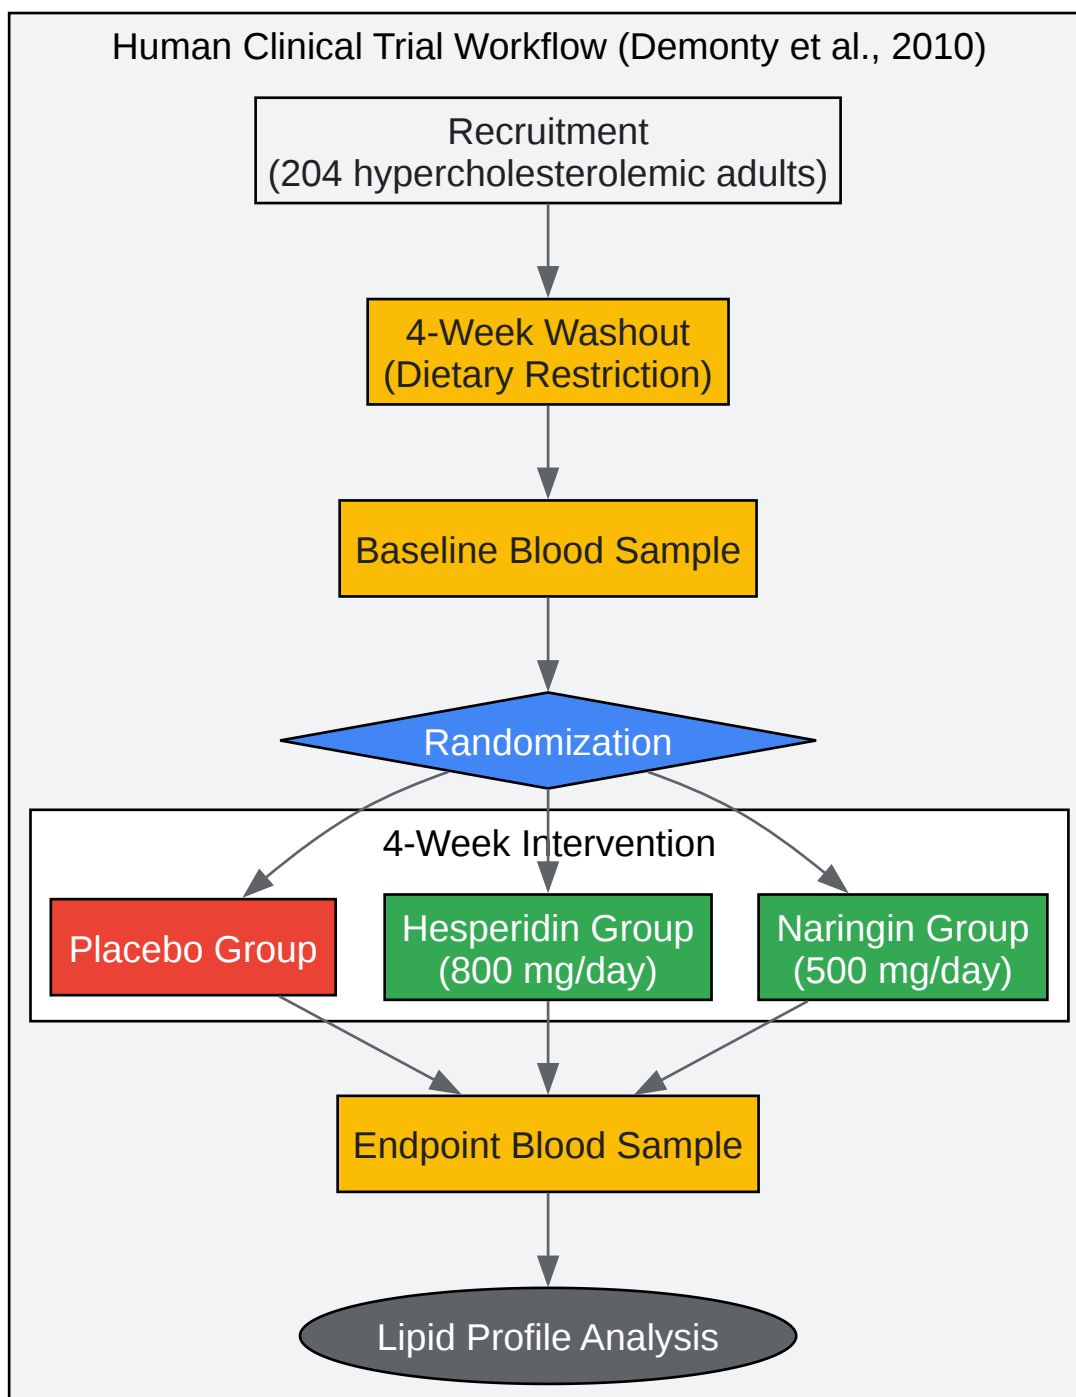 Human Clinical Trial Workflow (Demonty et al., 2010)
Recruitment
(204 hypercholesterolemic adults)
4-Week Washout
(Dietary Restriction)
Baseline Blood Sample
Randomization
4-Week Intervention
Placebo Group
Hesperidin Group
(800 mg/day)
Naringin Group
(500 mg/day)
Endpoint Blood Sample
Lipid Profile Analysis